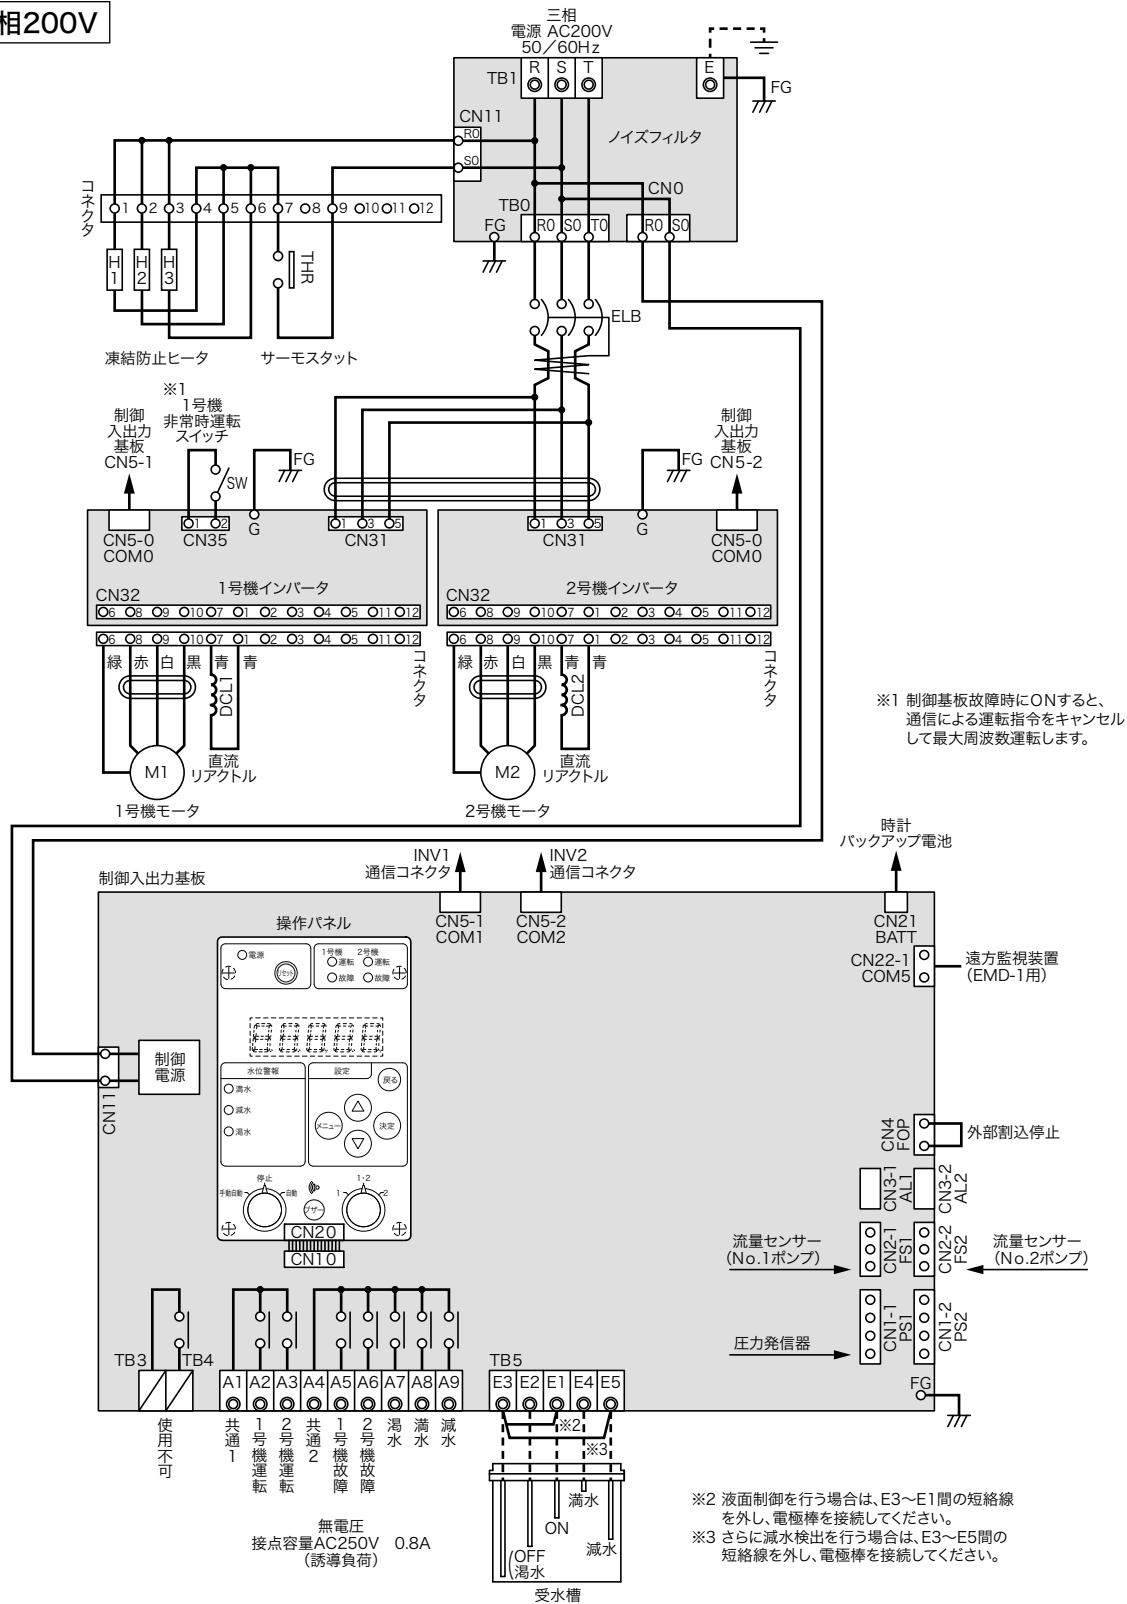 相200V
三相
電源 AC200V
50／60Hz
TB1
R
S
T
E
FG
CN11
R0
S0
ノイズフィルタ
CN0
TB0
FG
R0
S0
T0
R0
S0
コネクタ
1 2 3 4 5 6 7 8 9 10 11 12
H1
H2
H3
THR
ELB
凍結防止ヒータ
サーモスタット
※1
1号機
非常時運転
スイッチ
制御
入出力
基板
CN5-1
SW
FG
FG
制御
入出力
基板
CN5-2
CN5-0
COM0
1 2
CN35
G
1 3 5
CN31
1 3 5
CN31
G
CN5-0
COM0
1号機インバータ
CN32
6 8 9 10 7 1 2 3 4 5 11 12
6 8 9 10 7 1 2 3 4 5 11 12
2号機インバータ
CN32
6 8 9 10 7 1 2 3 4 5 11 12
6 8 9 10 7 1 2 3 4 5 11 12
緑 赤 白 黒 青 青
コネクタ
緑 赤 白 黒 青 青
コネクタ
DCL1
DCL2
M1
直流
リアクトル
1号機モータ
M2
直流
リアクトル
2号機モータ
※1 制御基板故障時にONすると、
通信による運転指令をキャンセル
して最大周波数運転します。
制御入出力基板
INV1
通信コネクタ
INV2
通信コネクタ
時計
バックアップ電池
CN5-1
COM1
CN5-2
COM2
CN21
BATT
CN22-1
COM5
遠方監視装置
（EMD-1用）
操作パネル
電源
リセット
1号機 2号機
運転 運転
故障 故障
8.8.8.8.8.
水位警報
満水
減水
渇水
設定
戻る
メニュー
決定
停止
手動自動
自動
ブザー
1・2
1
2
CN20
CN10
制御
電源
CN11
CN4
FOP
外部割込停止
CN3-1
AL1
CN3-2
AL2
流量センサー
（No.1ポンプ）
CN2-1
FS1
CN2-2
FS2
流量センサー
（No.2ポンプ）
圧力発信器
CN1-1
PS1
CN1-2
PS2
FG
TB3
TB4
A1 A2 A3 A4 A5 A6 A7 A8 A9
TB5
E3 E2 E1 E4 E5
使用不可
共通1
1号機運転
2号機運転
共通2
1号機故障
2号機故障
渇水
満水
減水
無電圧
接点容量AC250V 0.8A
（誘導負荷）
※2
※3
満水
ON
減水
OFF
渇水
受水槽
※2 液面制御を行う場合は、E3～E1間の短絡線
を外し、電極棒を接続してください。
※3 さらに減水検出を行う場合は、E3～E5間の
短絡線を外し、電極棒を接続してください。